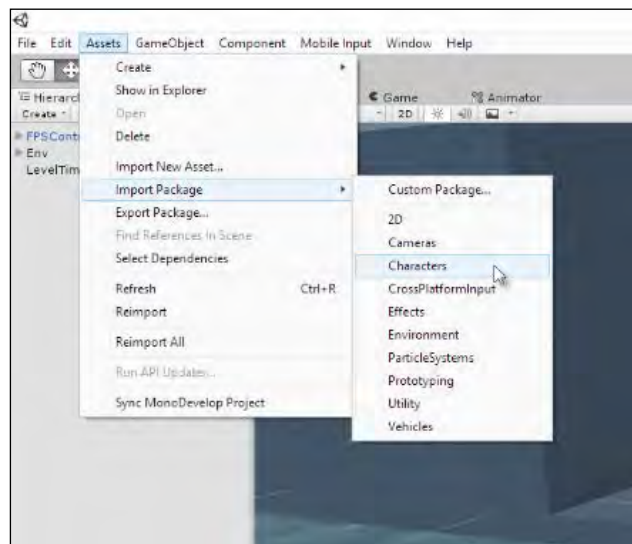 File Edit Assets GameObject Component Mobile Input Window Help
Hierarc
Create
FPSCont
Env
LevelTim
Create
Show in Explorer
Open
Delete
Import New Asset...
Import Package
Export Package...
Find References In Scene
Select Dependencies
Refresh Ctrl+R
Reimport
Reimport All
Run API Updater...
Sync MonoDevelop Project
Game Animator
2D
Custom Package...
2D
Cameras
Characters
CrossPlatformInput
Effects
Environment
ParticleSystems
Prototyping
Utility
Vehicles